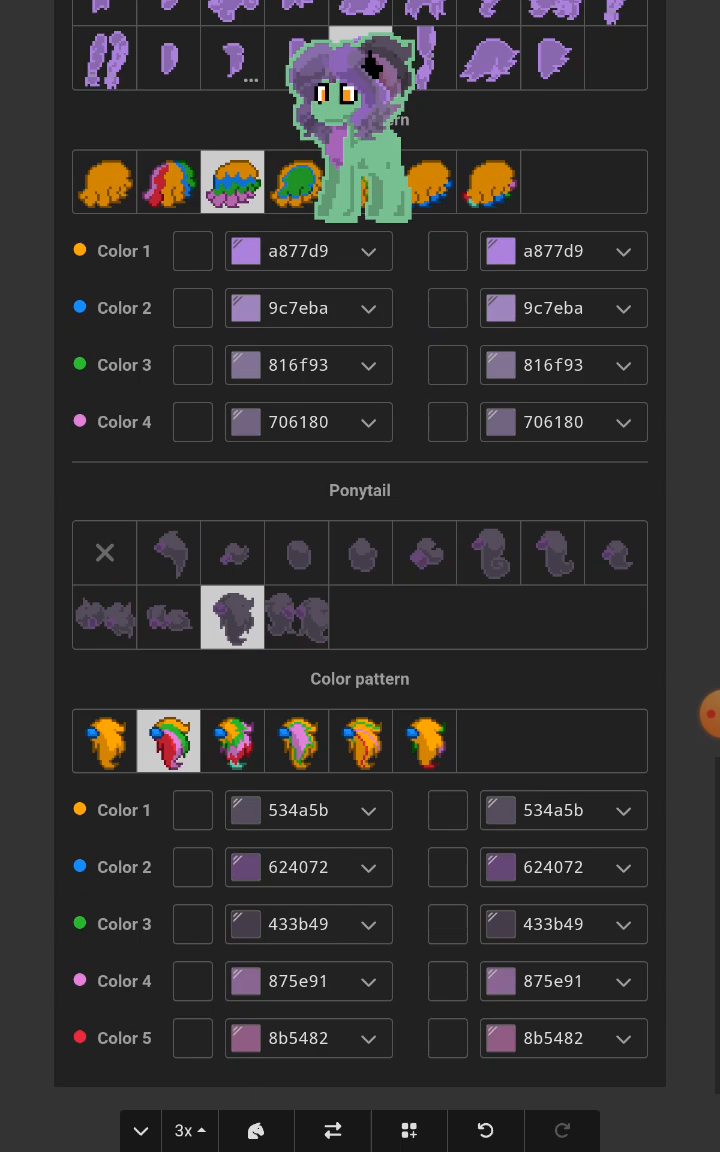 ...
rn
Color 1 a877d9 a877d9
Color 2 9c7eba 9c7eba
Color 3 816f93 816f93
Color 4 706180 706180
Ponytail
Color pattern
Color 1 534a5b 534a5b
Color 2 624072 624072
Color 3 433b49 433b49
Color 4 875e91 875e91
Color 5 8b5482 8b5482
3x